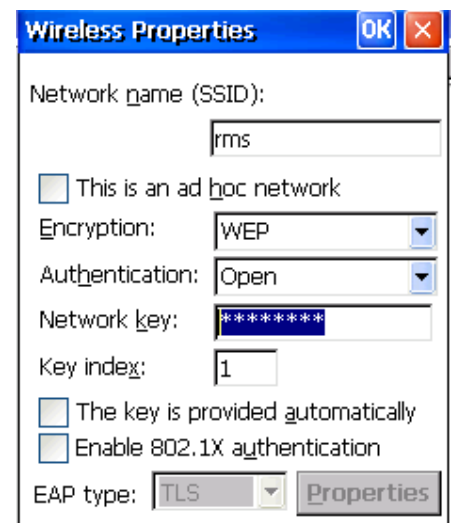 Wireless Properties OK
Network name (SSID):
rms
This is an ad hoc network
Encryption: WEP
Authentication: Open
Network key: ********
Key index: 1
The key is provided automatically
Enable 802.1X authentication
EAP type: TLS Properties